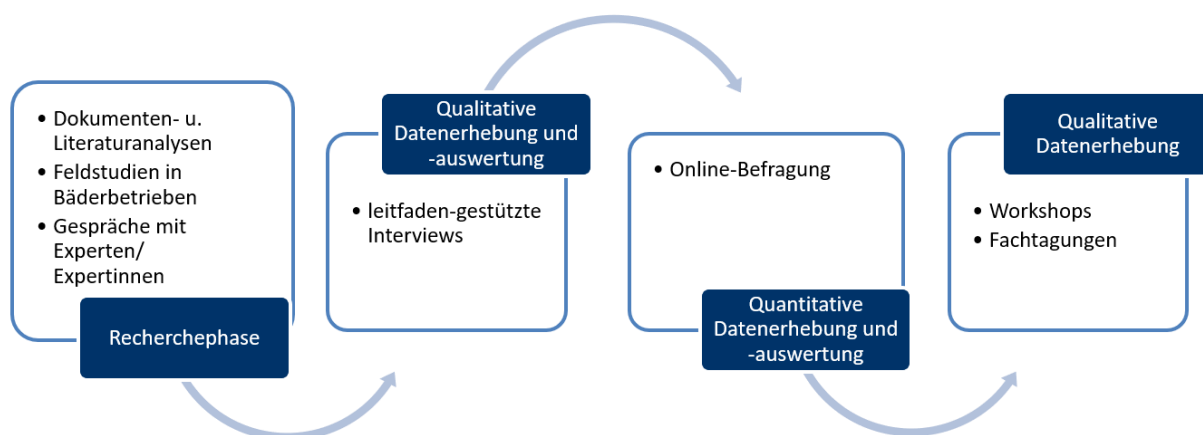 • Dokumenten- u.
Literaturanalysen
• Feldstudien in
Bäderbetrieben
• Gespräche mit
Experten/
Expertinnen
Recherchephase
Qualitative
Datenerhebung und
-auswertung
• leitfaden-gestützte
Interviews
• Online-Befragung
Quantitative
Datenerhebung und
-auswertung
Qualitative
Datenerhebung
• Workshops
• Fachtagungen